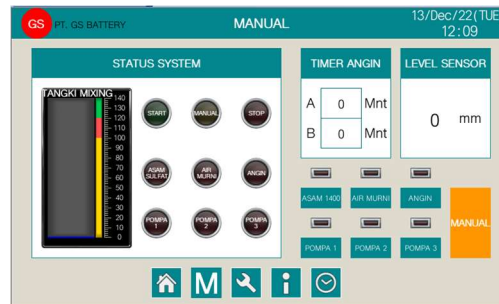 GS PT. GS BATTERY
MANUAL
13/Dec/22(TUE
12:09
STATUS SYSTEM
TANGKI MIXING
140
130
120
110
100
90
80
70
60
50
40
30
20
10
0
START
MANUAL
STOP
ASAM
SULFAT
AIR
MURNI
ANGIN
POMPA
1
POMPA
2
POMPA
3
TIMER ANGIN
A 0 Mnt
B 0 Mnt
LEVEL SENSOR
0 mm
ASAM 1400
AIR MURNI
ANGIN
POMPA 1
POMPA 2
POMPA 3
MANUAL
M